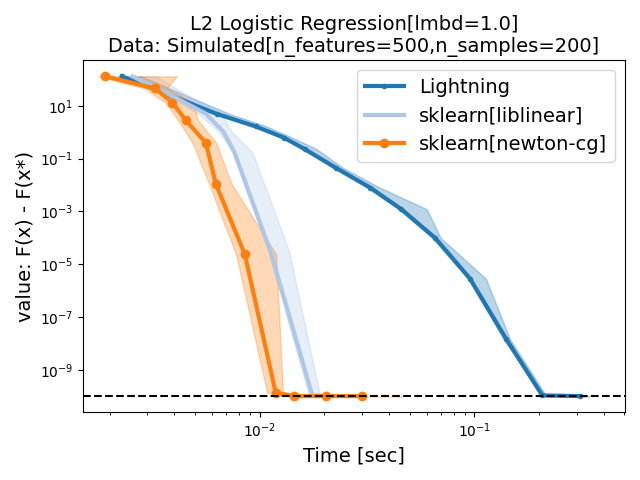 L2 Logistic Regression[lmbd=1.0]
Data: Simulated[n_features=500,n_samples=200]
Lightning
sklearn[liblinear]
sklearn[newton-cg]
value: F(x) - F(x*)
10¹
10⁻¹
10⁻³
10⁻⁵
10⁻⁷
10⁻⁹
10⁻²
10⁻¹
Time [sec]